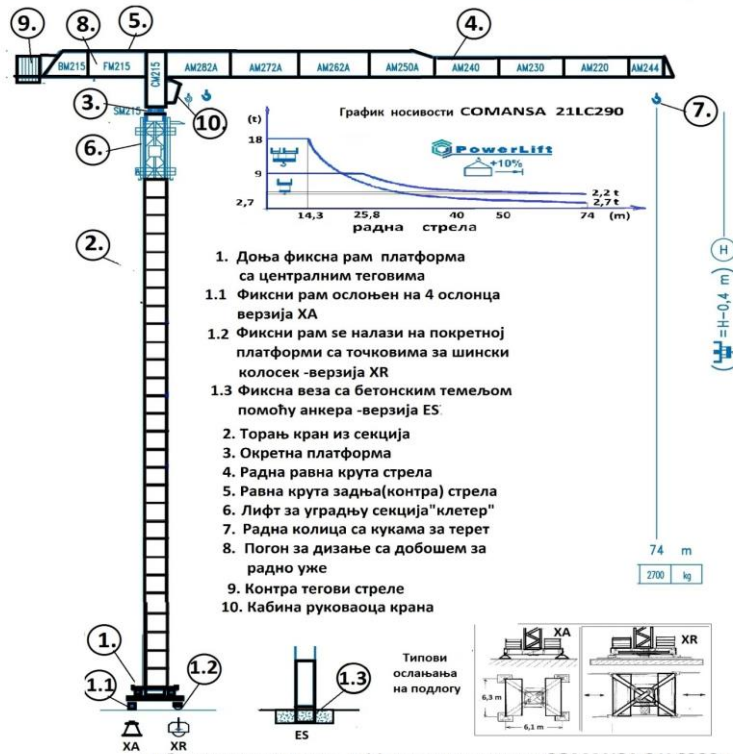 9.
8.
5.
4.
BM215
FM215
CM215
AM282A
AM272A
AM262A
AM250A
AM240
AM230
AM220
AM244
3.
SM215
10.
7.
6.
2.
График носивости COMANSA 21LC290
(t)
18
9
2,7
PowerLift
+10%
2,2 t
2,7 t
14,3
25,8
40
50
74 (m)
радна стрела
H
(=H-0,4 m)
1. Доња фиксна рам платформа
са централним теговима
1.1 Фиксни рам ослоњен на 4 ослонца
верзија XA
1.2 Фиксни рам se налази на покретној
платформи са точковима за шински
колосек -верзија XR
1.3 Фиксна веза са бетонским темељом
помоћу анкера -верзија ES
2. Торањ кран из секција
3. Окретна платформа
4. Радна равна крута стрела
5. Равна крута задња(контра) стрела
6. Лифт за уградњу секција"клетер"
7. Радна колица са кукама за терет
8. Погон за дизање са добошем за
радно уже
9. Контра тегови стреле
10. Кабина руковаоца крана
74 m
2700 kg
1.
1.1
1.2
XA
XR
1.3
ES
Типови
ослањања
на подлогу
XA
XR
6,3 m
6,1 m